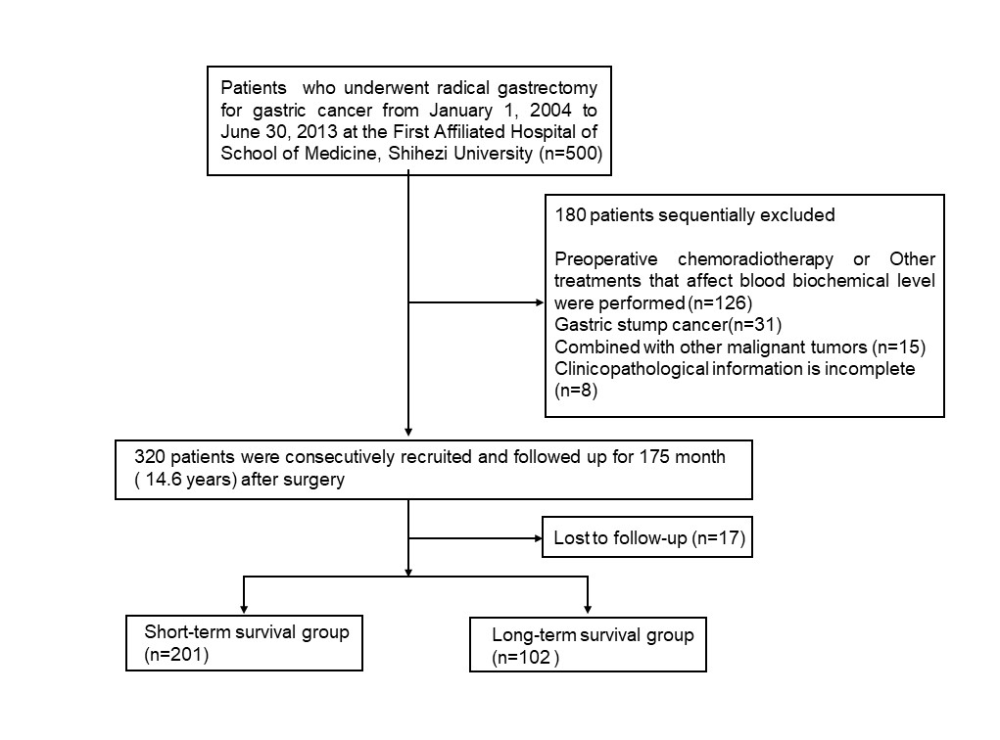 Patients who underwent radical gastrectomy
for gastric cancer from January 1, 2004 to
June 30, 2013 at the First Affiliated Hospital of
School of Medicine, Shihezi University (n=500)
180 patients sequentially excluded
Preoperative chemoradiotherapy or Other
treatments that affect blood biochemical level
were performed (n=126)
Gastric stump cancer(n=31)
Combined with other malignant tumors (n=15)
Clinicopathological information is incomplete
(n=8)
320 patients were consecutively recruited and followed up for 175 month
( 14.6 years) after surgery
Lost to follow-up (n=17)
Short-term survival group
(n=201)
Long-term survival group
(n=102 )